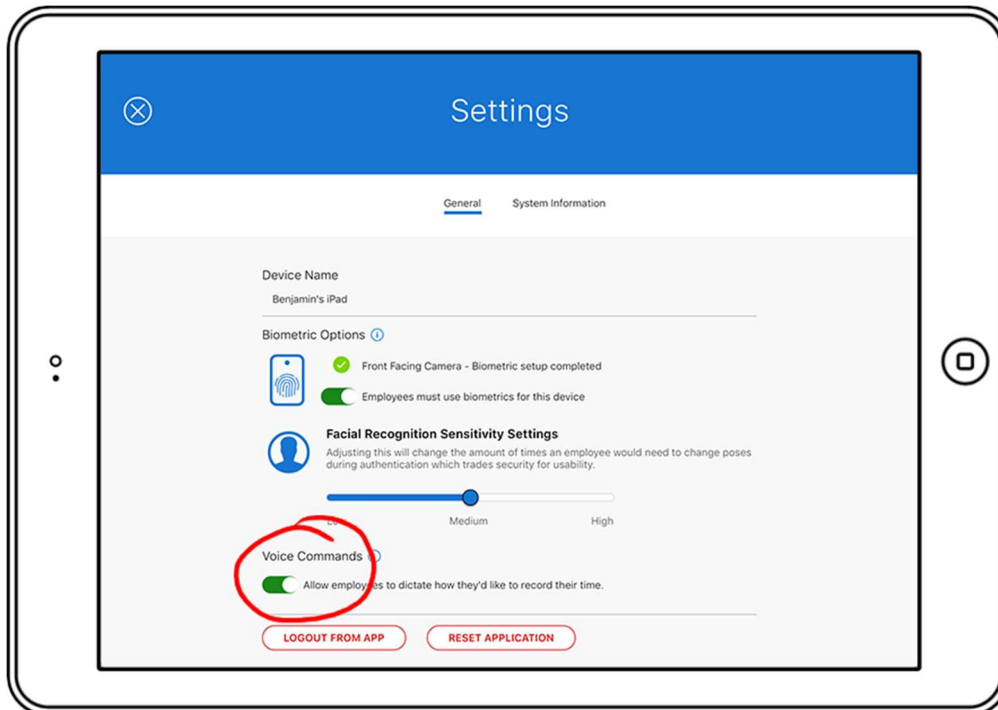 Settings
General System Information
Device Name
Benjamin's iPad
Biometric Options
Front Facing Camera - Biometric setup completed
Employees must use biometrics for this device
Facial Recognition Sensitivity Settings
Adjusting this will change the amount of times an employee would need to change poses
during authentication which trades security for usability.
Low Medium High
Voice Commands
Allow employees to dictate how they'd like to record their time.
LOGOUT FROM APP RESET APPLICATION